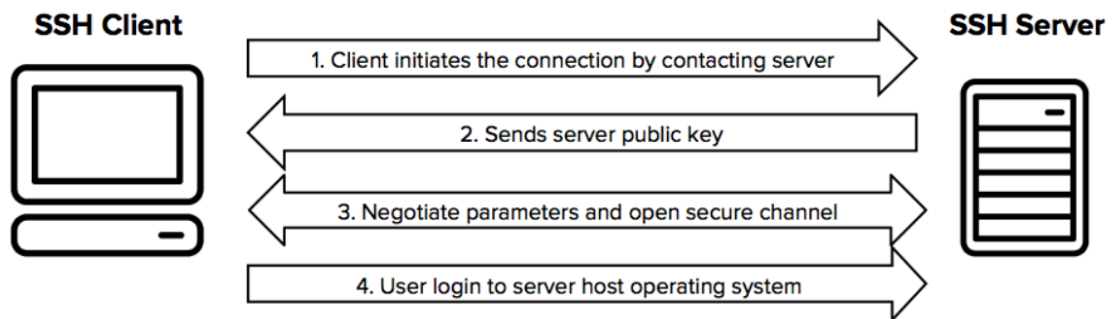 SSH Client
SSH Server
1. Client initiates the connection by contacting server
2. Sends server public key
3. Negotiate parameters and open secure channel
4. User login to server host operating system